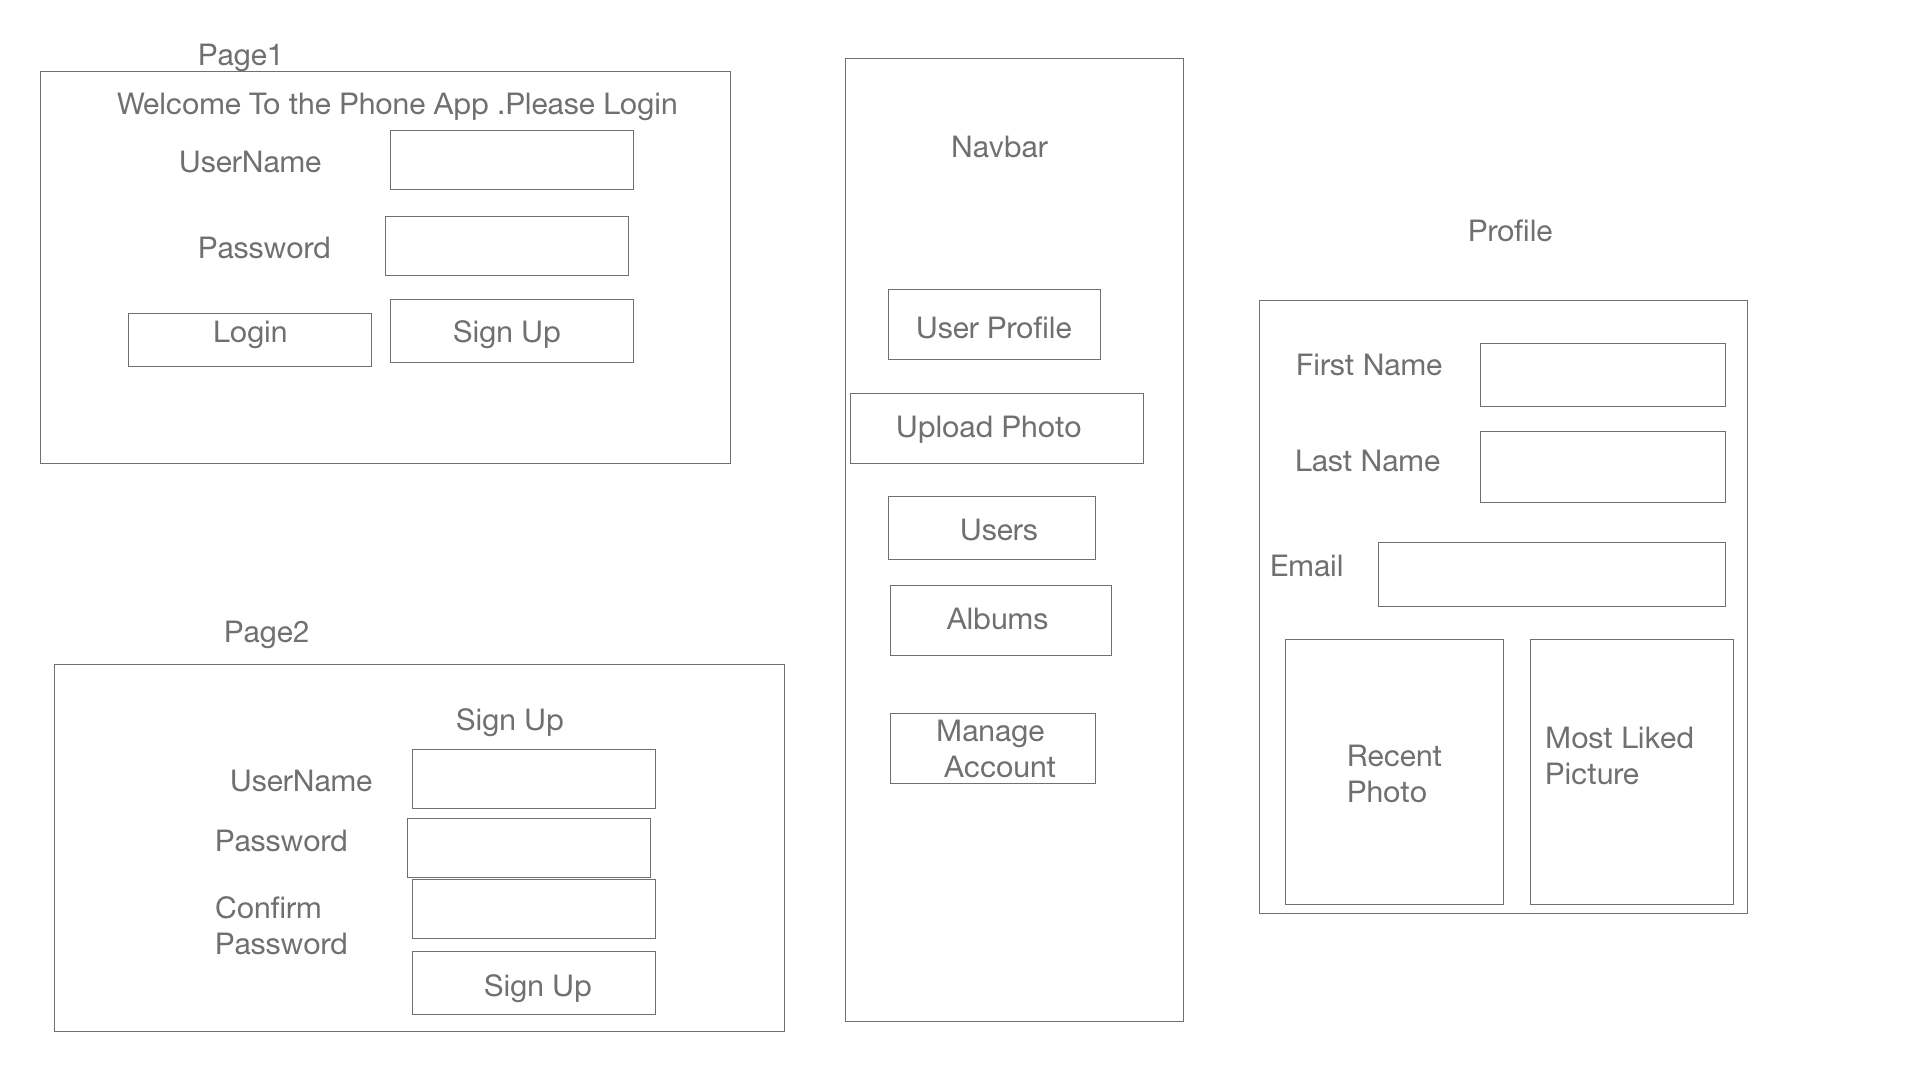 Page1
Welcome To the Phone App .Please Login
UserName
Password
Login
Sign Up
Page2
Sign Up
UserName
Password
Confirm
Password
Sign Up
Navbar
User Profile
Upload Photo
Users
Albums
Manage
Account
Profile
First Name
Last Name
Email
Recent
Photo
Most Liked
Picture